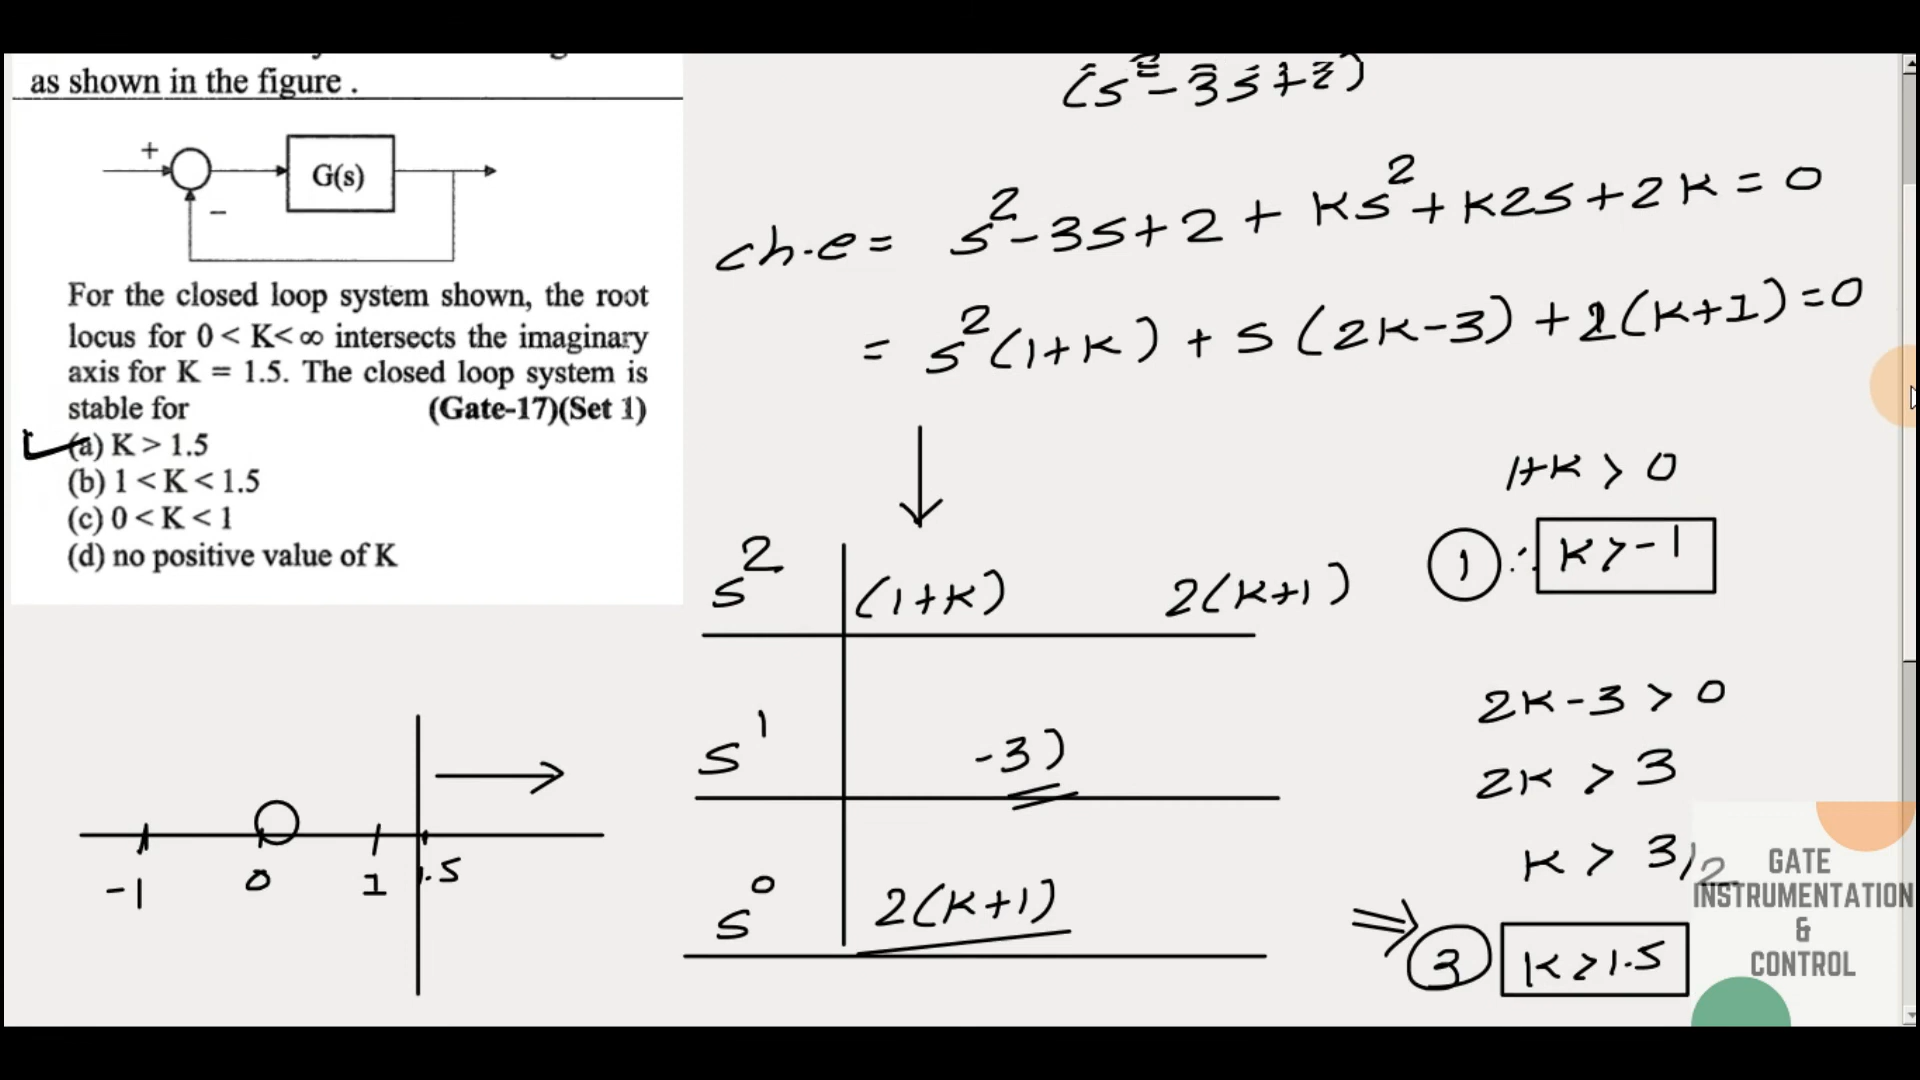 as shown in the figure .
+
G(s)
−
For the closed loop system shown, the root
locus for 0 < K< ∞ intersects the imaginary
axis for K = 1.5. The closed loop system is
stable for (Gate-17)(Set 1)
(a) K > 1.5
(b) 1 < K < 1.5
(c) 0 < K < 1
(d) no positive value of K
(s²-3s+2)
ch.e = s²-3s+2 + Ks²+K2s+2K=0
= s²(1+K) + s(2K-3)+2(K+1)=0
s² (1+K) 2(K+1)
s¹ -3)
s⁰ 2(K+1)
1+K > 0
1 ∴ K>-1
2K-3>0
2K > 3
K > 3/2
⇒ 3 K>1.5
-1 0 1 1.5
GATE
INSTRUMENTATION
&
CONTROL